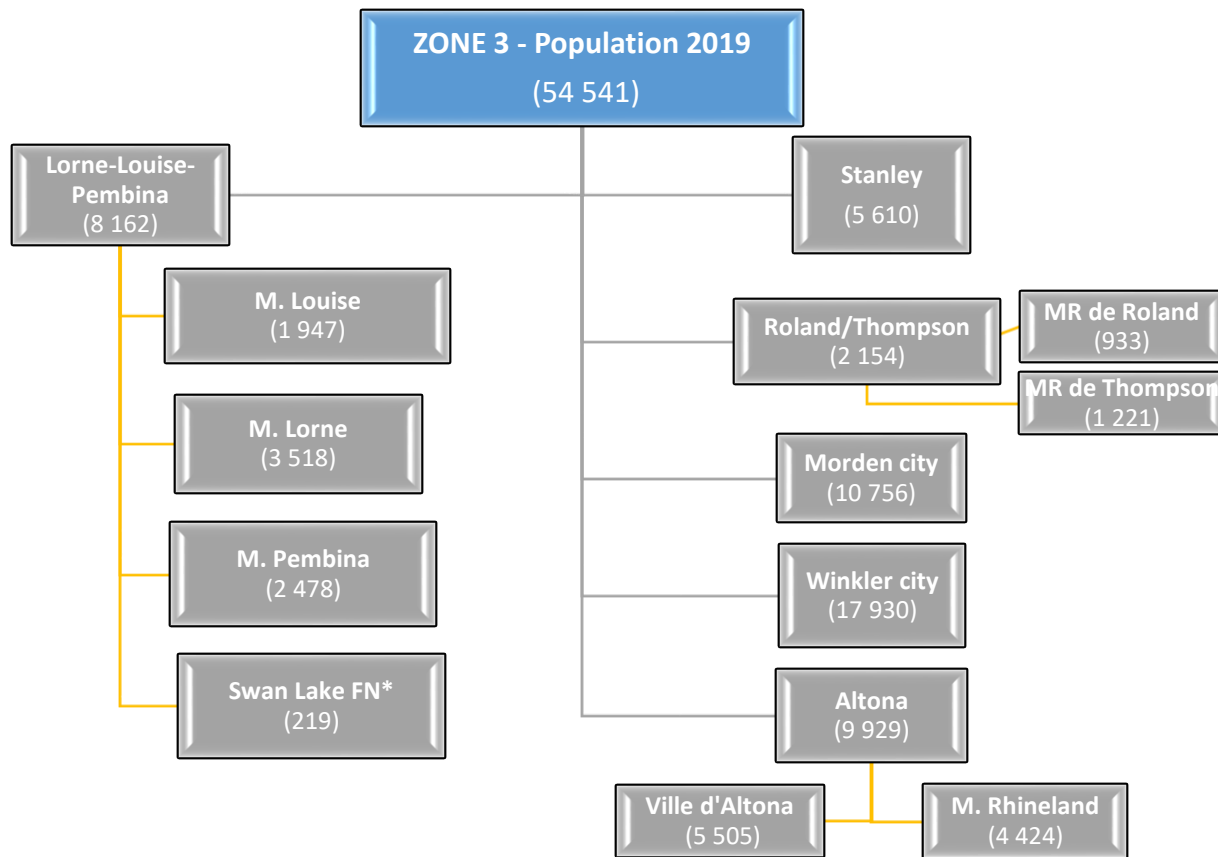 ZONE 3 - Population 2019
(54 541)
Lorne-Louise-
Pembina
(8 162)
M. Louise
(1 947)
M. Lorne
(3 518)
M. Pembina
(2 478)
Swan Lake FN*
(219)
Stanley
(5 610)
Roland/Thompson
(2 154)
MR de Roland
(933)
MR de Thompson
(1 221)
Morden city
(10 756)
Winkler city
(17 930)
Altona
(9 929)
Ville d'Altona
(5 505)
M. Rhineland
(4 424)